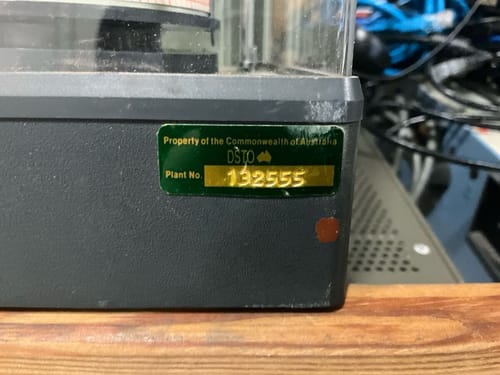 Property of the Commonwealth of Australia
DSTO
Plant No. 132555